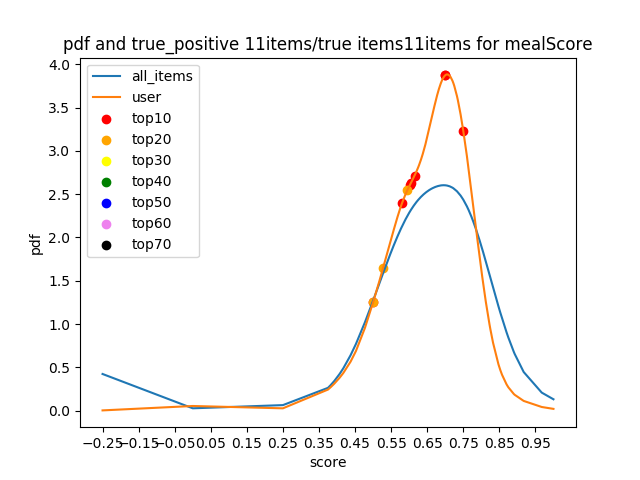 pdf and true_positive 11items/true items11items for mealScore
all_items
user
top10
top20
top30
top40
top50
top60
top70
4.0
3.5
3.0
2.5
2.0
1.5
1.0
0.5
0.0
pdf
−0.25 −0.15 −0.05 0.05 0.15 0.25 0.35 0.45 0.55 0.65 0.75 0.85 0.95
score